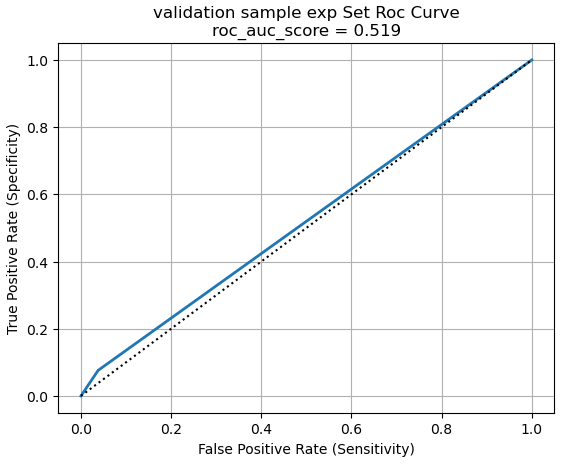 validation sample exp Set Roc Curve
roc_auc_score = 0.519
1.0
0.8
0.6
0.4
0.2
0.0
True Positive Rate (Specificity)
0.0 0.2 0.4 0.6 0.8 1.0
False Positive Rate (Sensitivity)